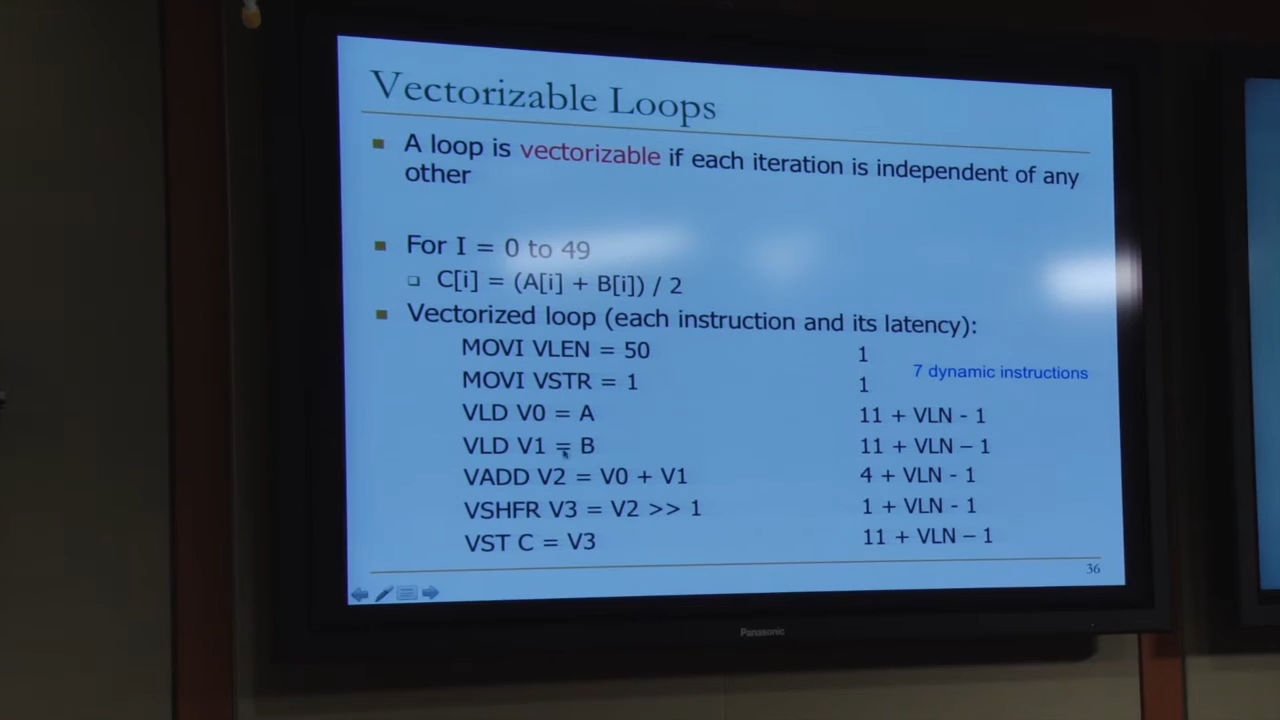 Vectorizable Loops
A loop is vectorizable if each iteration is independent of any
other
For I = 0 to 49
C[i] = (A[i] + B[i]) / 2
Vectorized loop (each instruction and its latency):
MOVI VLEN = 50 1
7 dynamic instructions
MOVI VSTR = 1 1
VLD V0 = A 11 + VLN - 1
VLD V1 = B 11 + VLN – 1
VADD V2 = V0 + V1 4 + VLN - 1
VSHFR V3 = V2 >> 1 1 + VLN - 1
VST C = V3 11 + VLN – 1
36
Panasonic